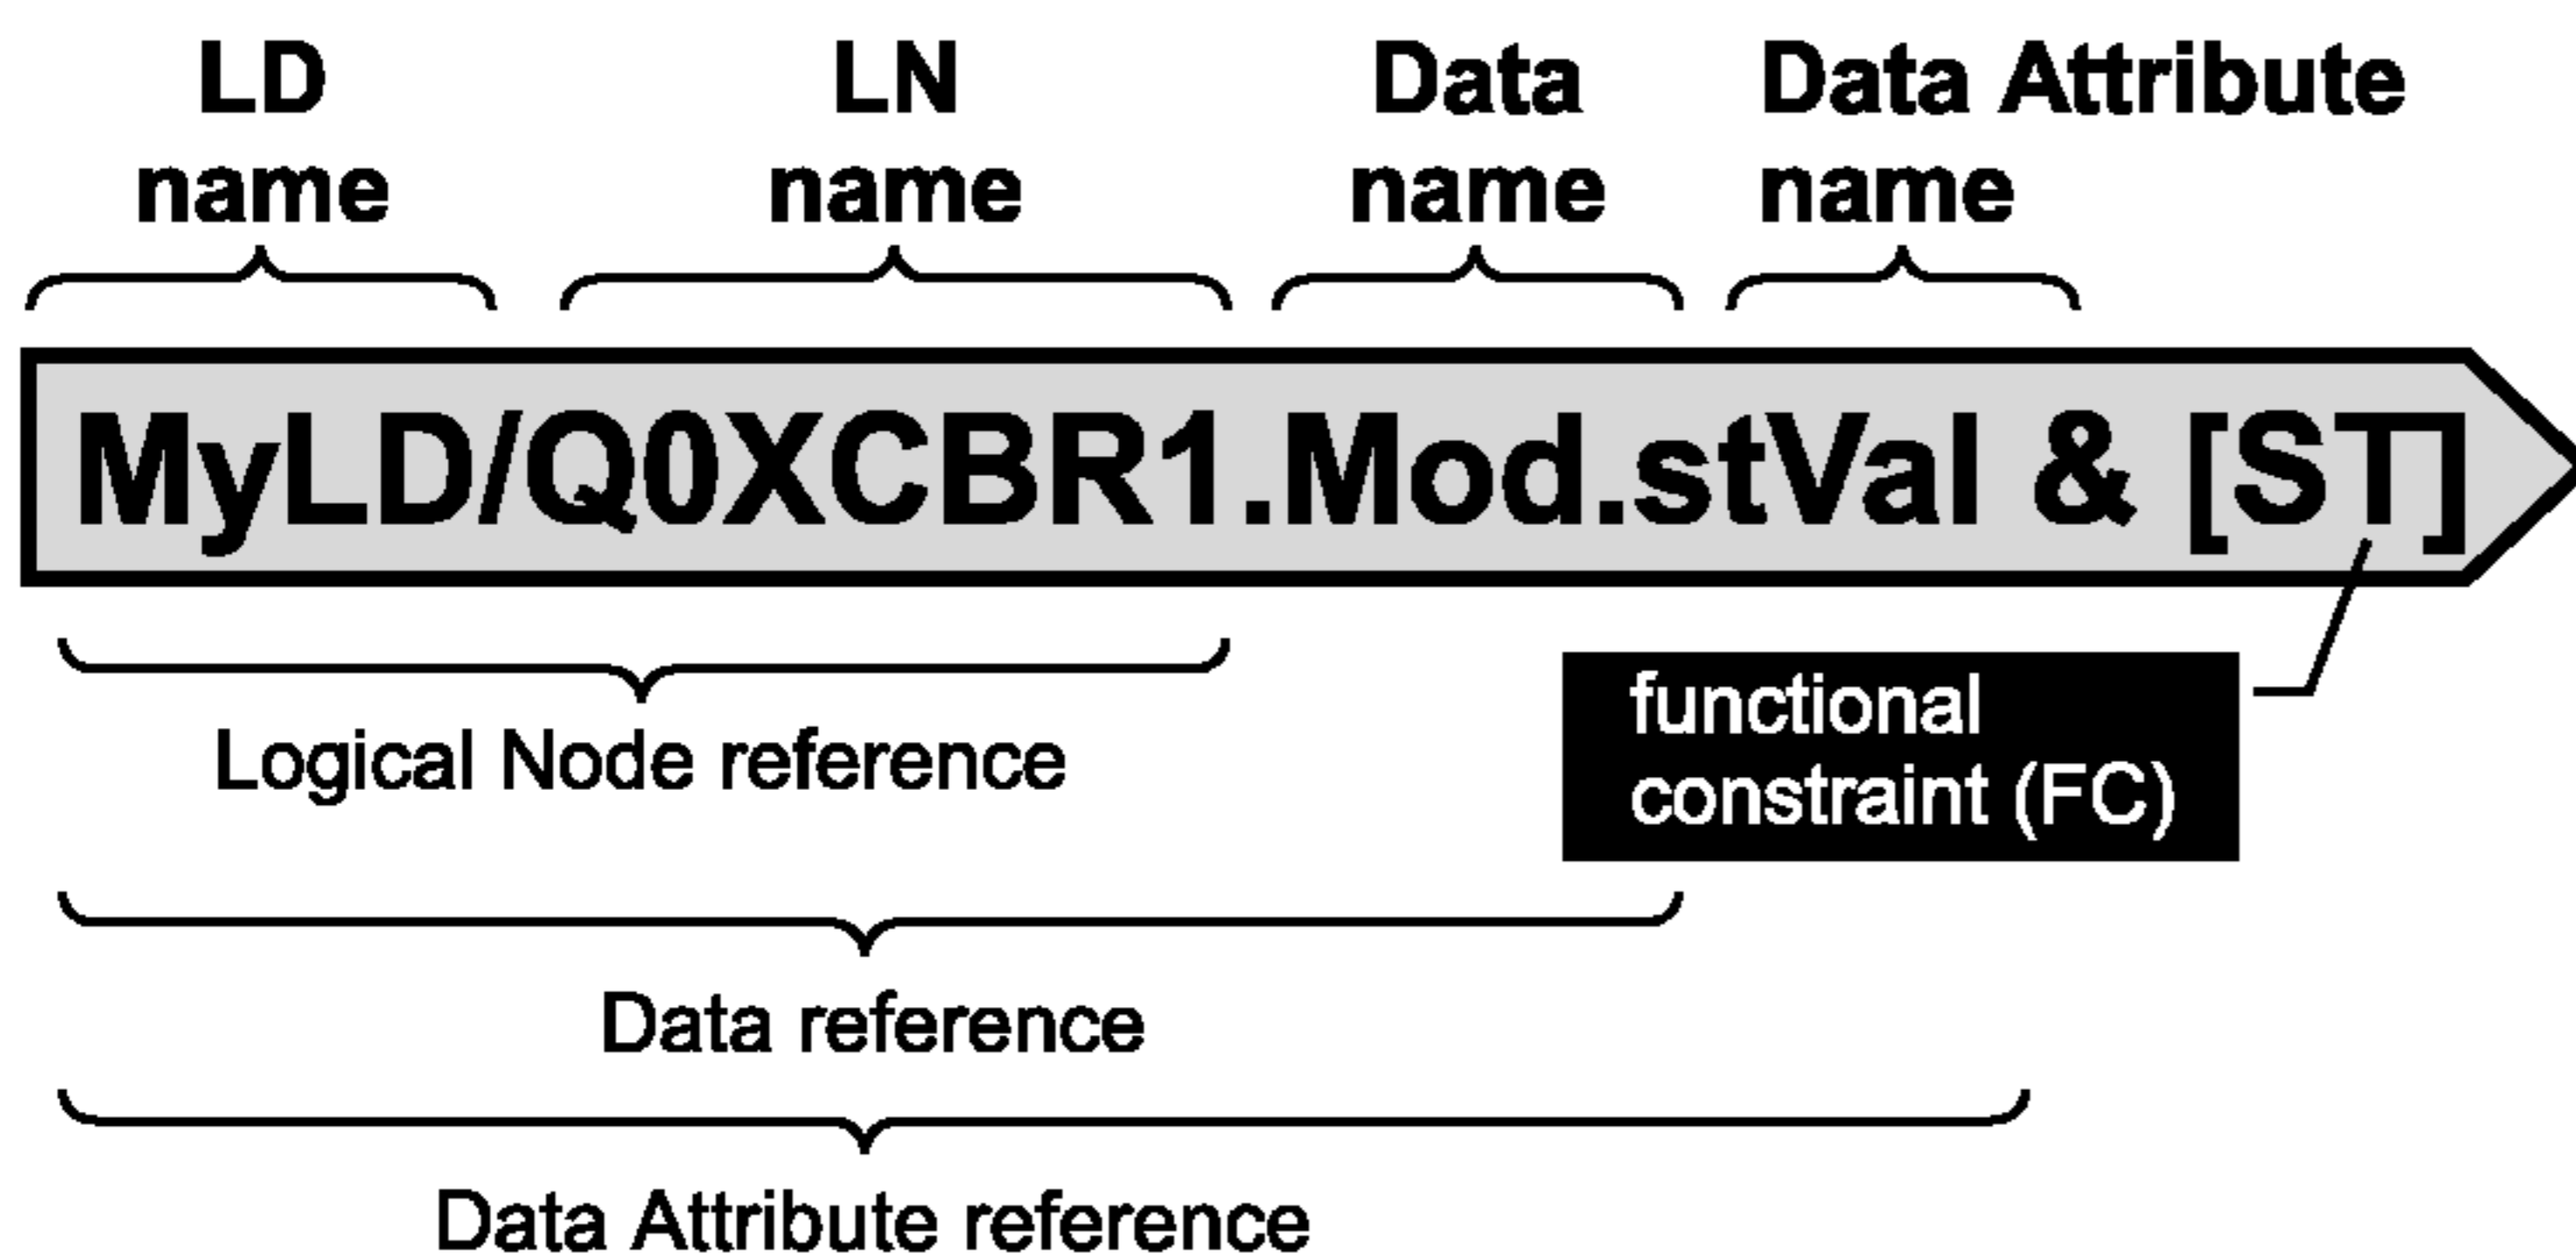 LD
name
LN
name
Data
name
Data Attribute
name
MyLD/Q0XCBR1.Mod.stVal & [ST]
functional
constraint (FC)
Logical Node reference
Data reference
Data Attribute reference